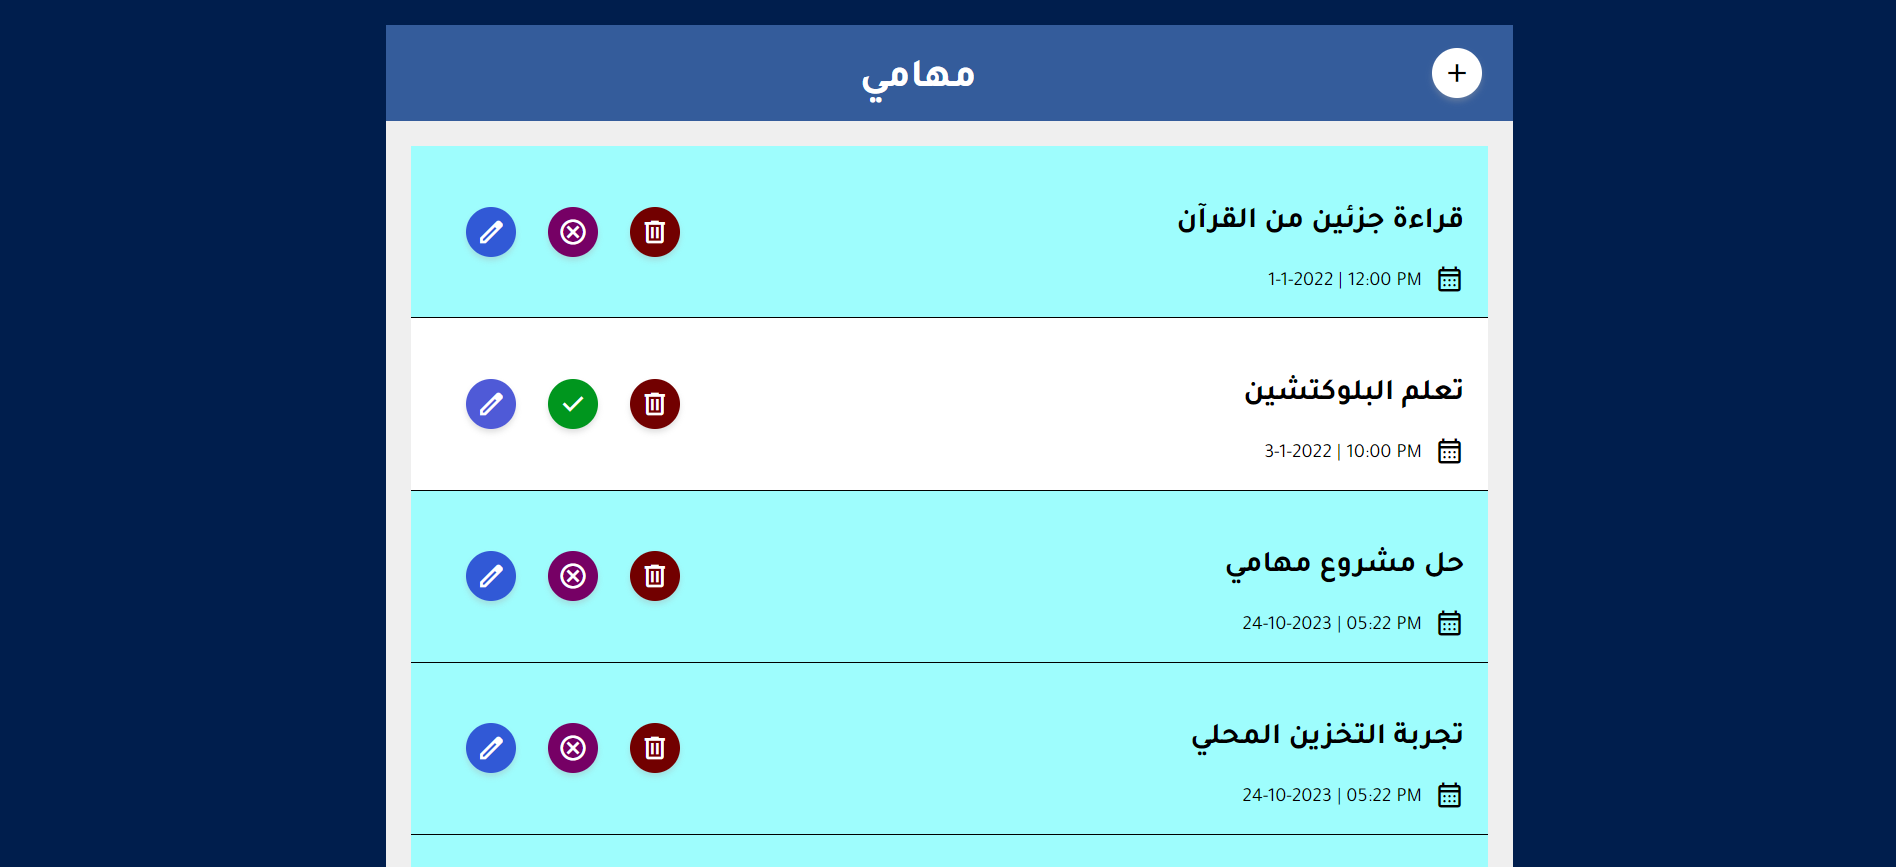 مهامي
قراءة جزئين من القرآن
1-1-2022 | 12:00 PM
تعلم البلوكتشين
3-1-2022 | 10:00 PM
حل مشروع مهامي
24-10-2023 | 05:22 PM
تجربة التخزين المحلي
24-10-2023 | 05:22 PM